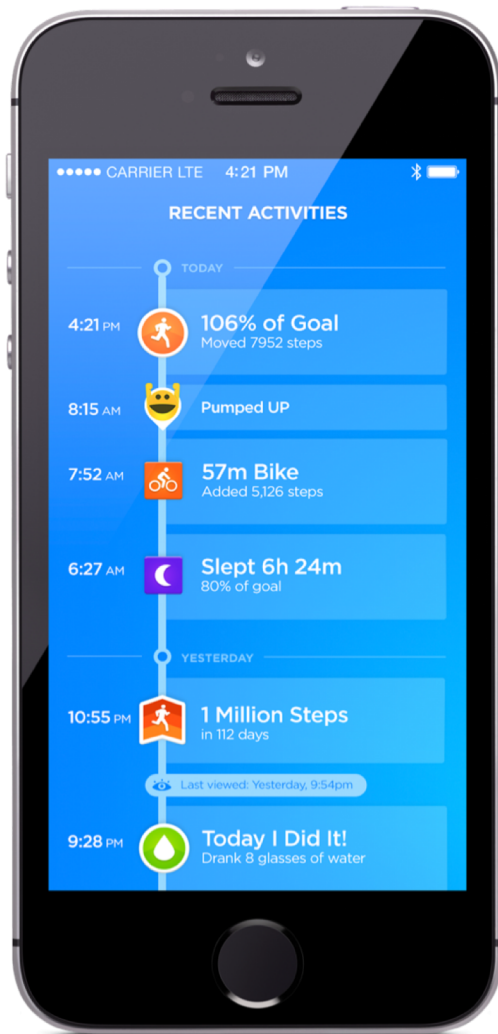 CARRIER LTE 4:21 PM
RECENT ACTIVITIES
TODAY
4:21 PM
106% of Goal
Moved 7952 steps
8:15 AM
Pumped UP
7:52 AM
57m Bike
Added 5,126 steps
6:27 AM
Slept 6h 24m
80% of goal
YESTERDAY
10:55 PM
1 Million Steps
in 112 days
Last viewed: Yesterday, 9:54pm
9:28 PM
Today I Did It!
Drank 8 glasses of water